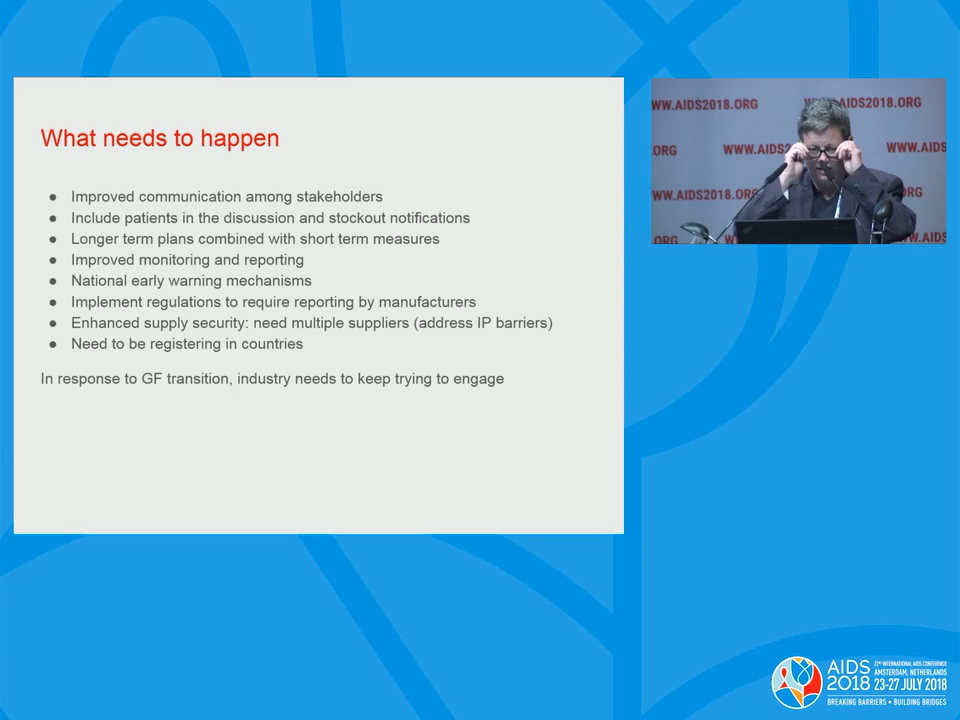 What needs to happen
● Improved communication among stakeholders
● Include patients in the discussion and stockout notifications
● Longer term plans combined with short term measures
● Improved monitoring and reporting
● National early warning mechanisms
● Implement regulations to require reporting by manufacturers
● Enhanced supply security: need multiple suppliers (address IP barriers)
● Need to be registering in countries
In response to GF transition, industry needs to keep trying to engage
WW.AIDS2018.ORG
WW.AIDS2018.ORG
.ORG
WWW.AIDS2
WWW.AIDS
WW.AIDS2018.ORG
ORG
.ORG
WW.AIDS
AIDS
2018
22ND INTERNATIONAL AIDS CONFERENCE
AMSTERDAM, NETHERLANDS
23-27 JULY 2018
BREAKING BARRIERS • BUILDING BRIDGES